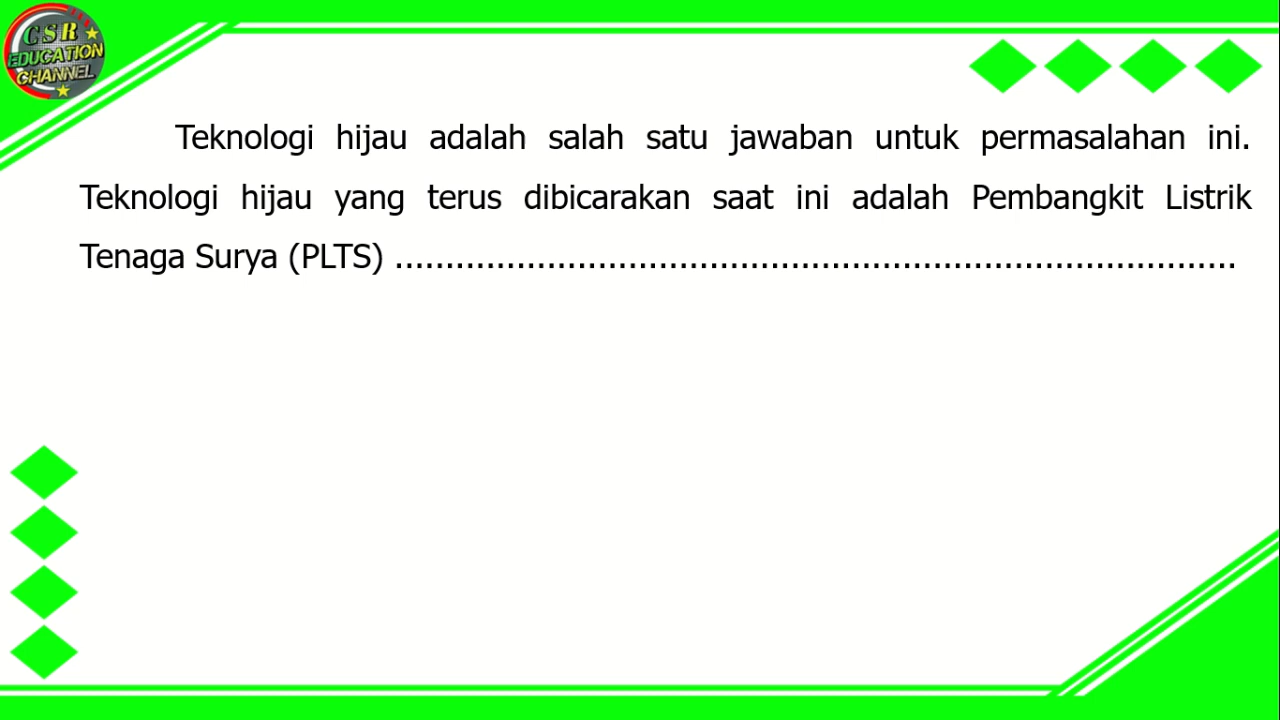 CSR
EDUCATION
CHANNEL
Teknologi hijau adalah salah satu jawaban untuk permasalahan ini.
Teknologi hijau yang terus dibicarakan saat ini adalah Pembangkit Listrik
Tenaga Surya (PLTS) ...................................................................................